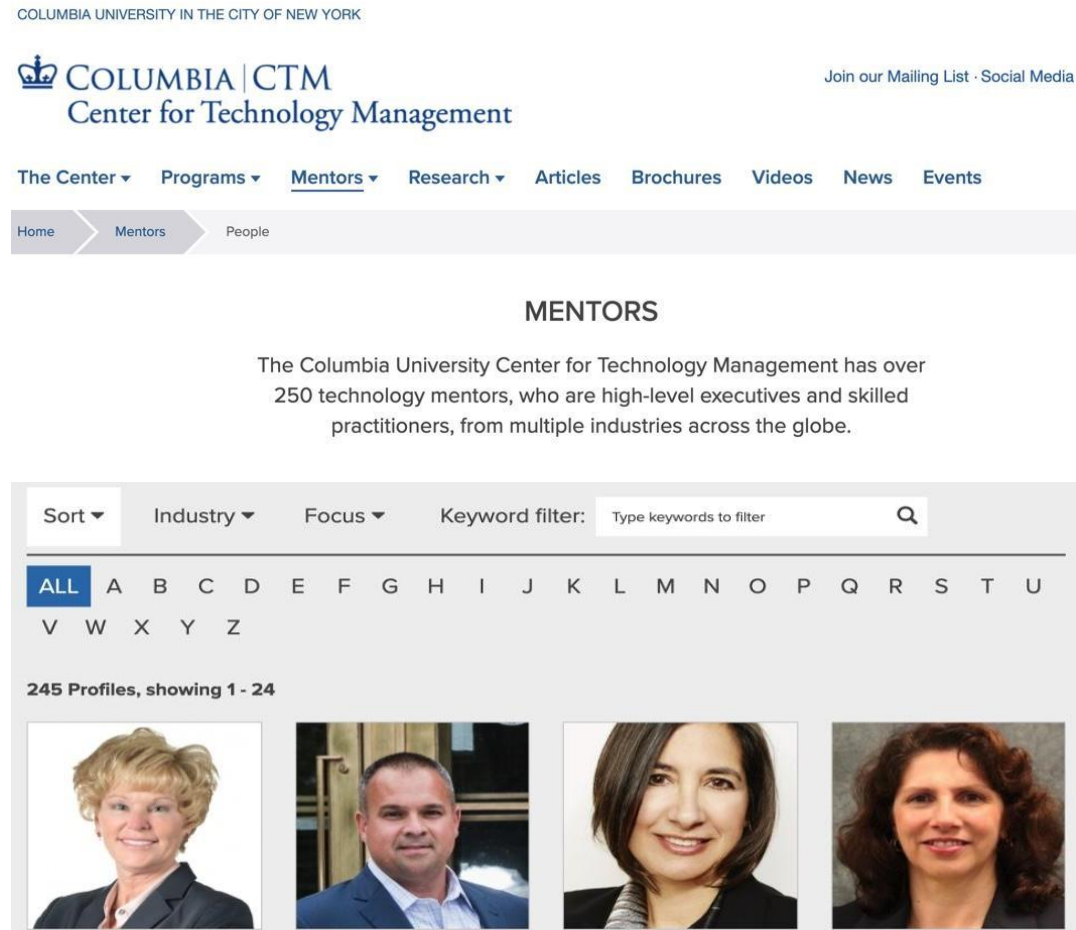 COLUMBIA UNIVERSITY IN THE CITY OF NEW YORK
COLUMBIA | CTM
Center for Technology Management
Join our Mailing List · Social Media
The Center Programs Mentors Research Articles Brochures Videos News Events
Home Mentors People
MENTORS
The Columbia University Center for Technology Management has over
250 technology mentors, who are high-level executives and skilled
practitioners, from multiple industries across the globe.
Sort Industry Focus Keyword filter: Type keywords to filter
ALL A B C D E F G H I J K L M N O P Q R S T U
V W X Y Z
245 Profiles, showing 1 - 24